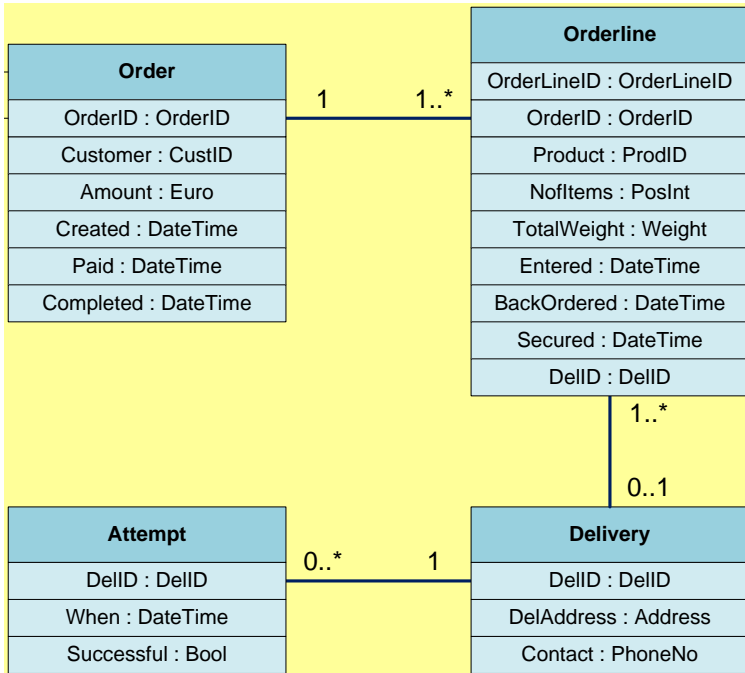 Order
OrderID : OrderID
Customer : CustID
Amount : Euro
Created : DateTime
Paid : DateTime
Completed : DateTime
1
1..*
Orderline
OrderLineID : OrderLineID
OrderID : OrderID
Product : ProdID
NofItems : PosInt
TotalWeight : Weight
Entered : DateTime
BackOrdered : DateTime
Secured : DateTime
DelID : DelID
1..*
0..1
Attempt
DelID : DelID
When : DateTime
Successful : Bool
0..*
1
Delivery
DelID : DelID
DelAddress : Address
Contact : PhoneNo